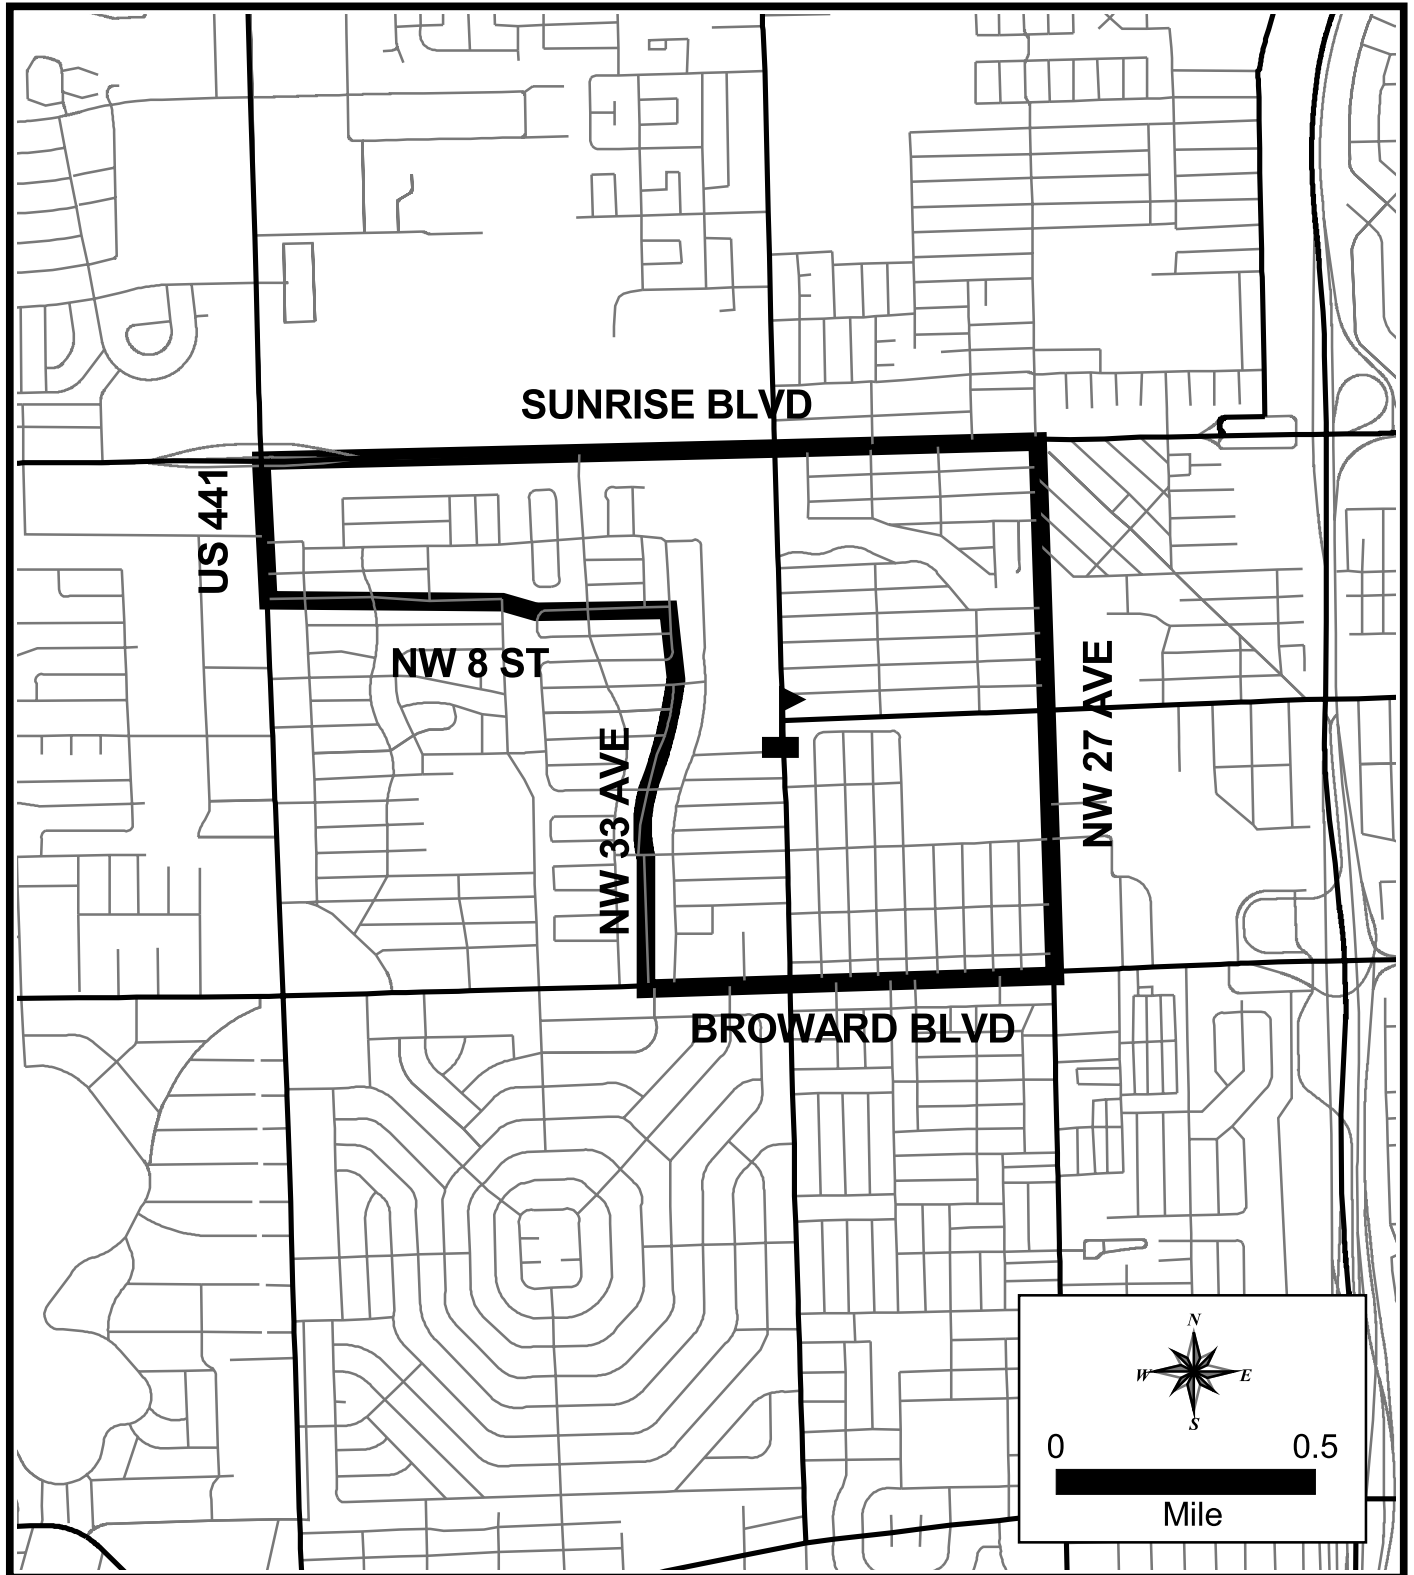 SUNRISE BLVD
US 441
NW 8 ST
NW 33 AVE
NW 27 AVE
BROWARD BLVD
N
W E
S
0 0.5
Mile